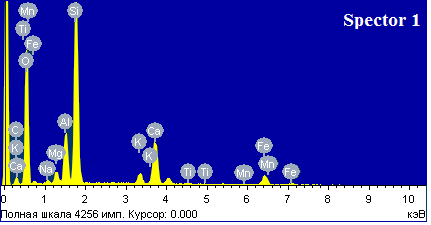 Spector 1
Mn
Si
Ti
Fe
O
Al
C
Ca
K
Fe
K
Mg
K
Mn
Ca
Na
Ti
Ti
Mn
Fe
0 1 2 3 4 5 6 7 8 9 10
Полная шкала 4256 имп. Курсор: 0.000 кэВ